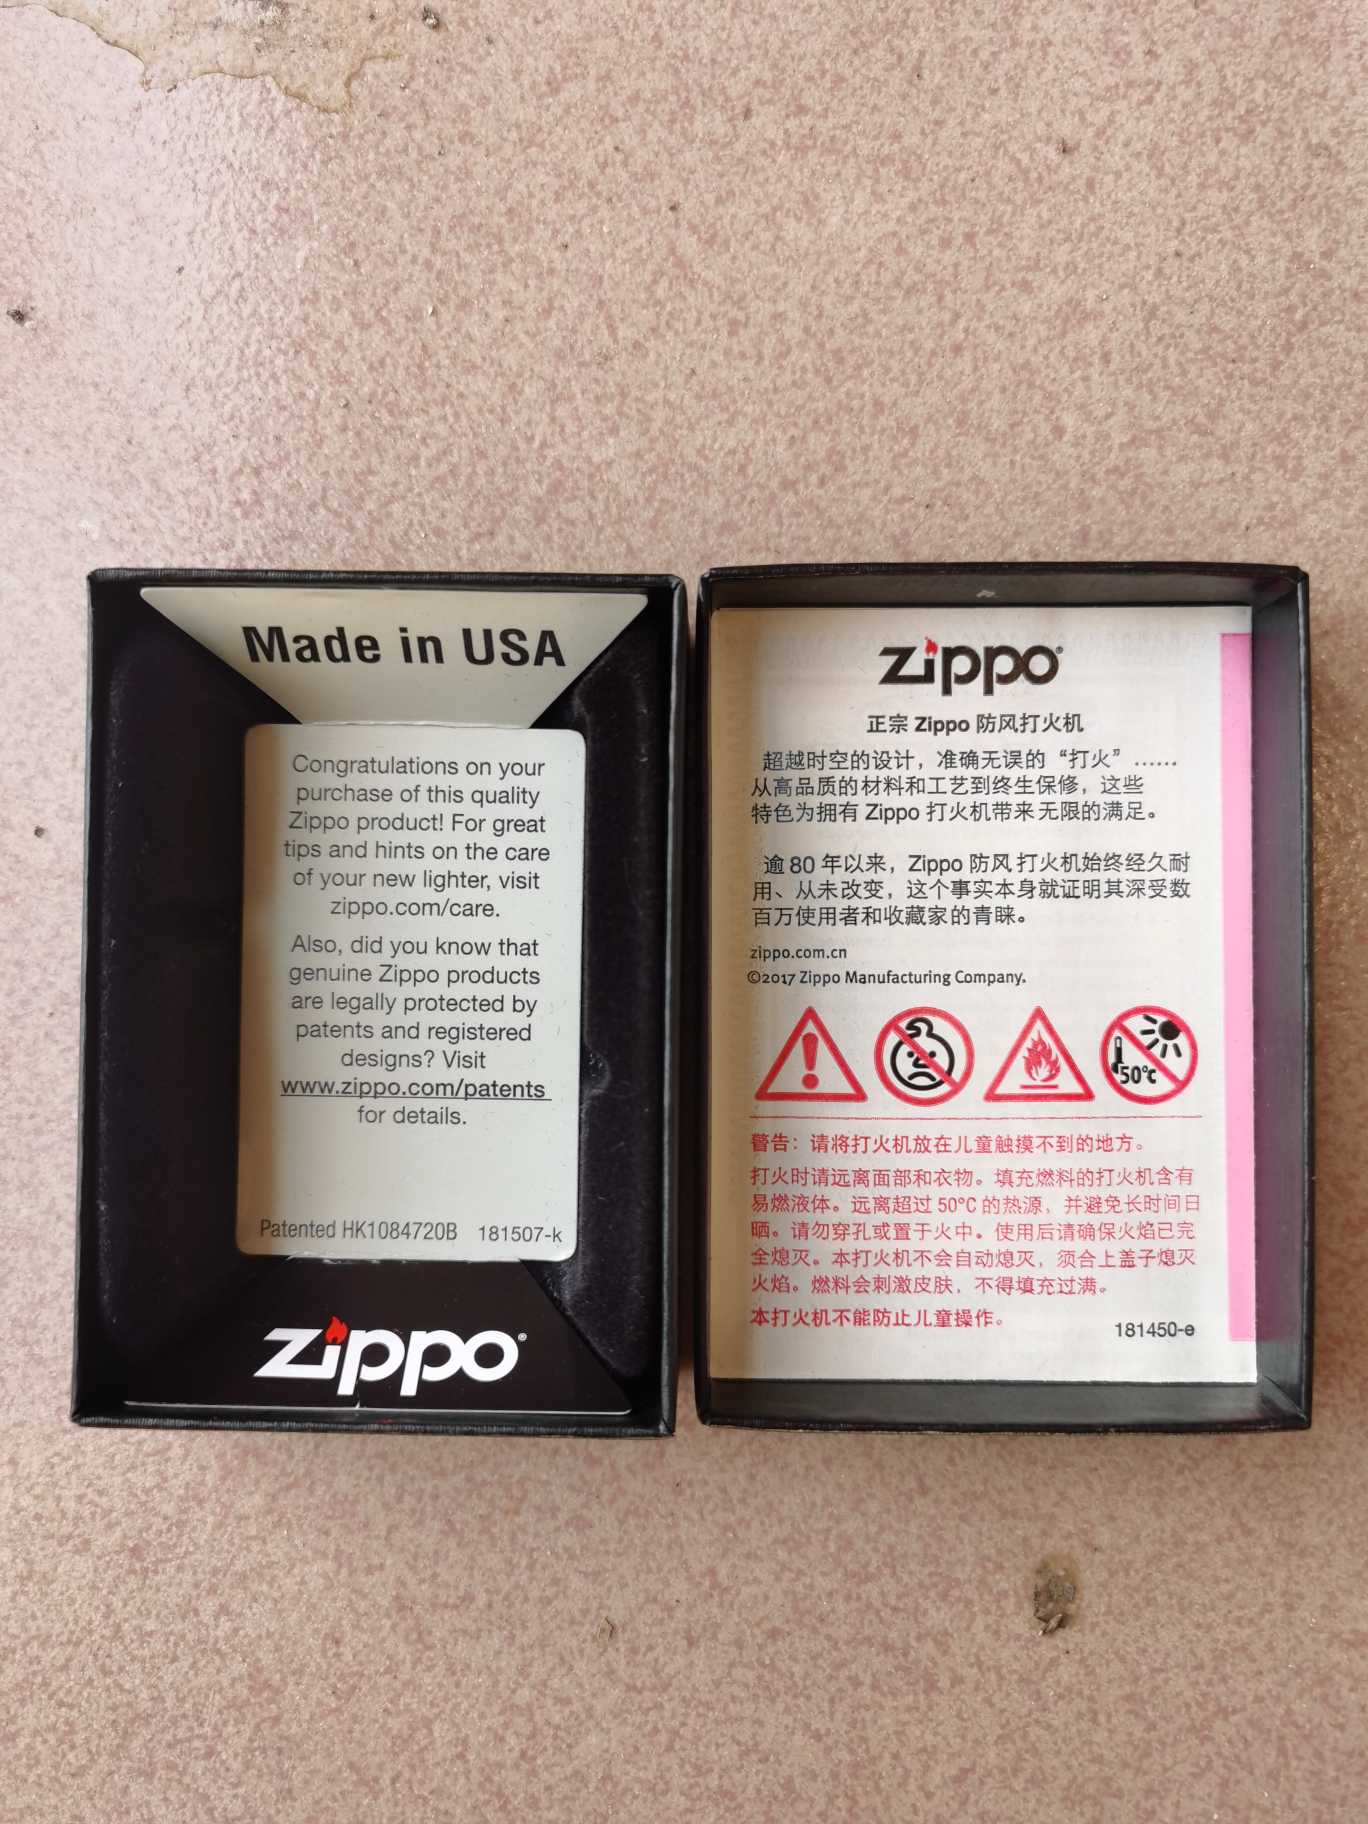 Made in USA
Congratulations on your
purchase of this quality
Zippo product! For great
tips and hints on the care
of your new lighter, visit
zippo.com/care.
Also, did you know that
genuine Zippo products
are legally protected by
patents and registered
designs? Visit
www.zippo.com/patents
for details.
Patented HK1084720B 181507-k
zippo®
zippo®
正宗 Zippo 防风打火机
超越时空的设计，准确无误的“打火”……
从高品质的材料和工艺到终生保修，这些
特色为拥有 Zippo 打火机带来无限的满足。
逾 80 年以来，Zippo 防风打火机始终经久耐
用、从未改变，这个事实本身就证明其深受数
百万使用者和收藏家的青睐。
zippo.com.cn
©2017 Zippo Manufacturing Company.
50°C
警告：请将打火机放在儿童触摸不到的地方。
打火时请远离面部和衣物。填充燃料的打火机含有
易燃液体。远离超过 50°C 的热源，并避免长时间日
晒。请勿穿孔或置于火中。使用后请确保火焰已完
全熄灭。本打火机不会自动熄灭，须合上盖子熄灭
火焰。燃料会刺激皮肤，不得填充过满。
本打火机不能防止儿童操作。
181450-e